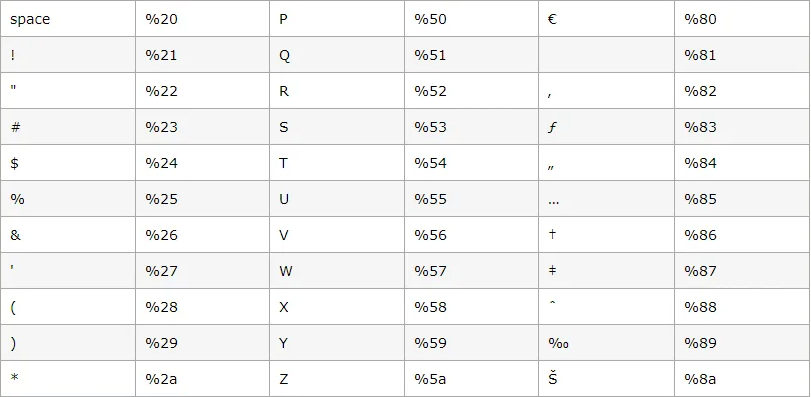 space %20 P %50 € %80
! %21 Q %51 %81
" %22 R %52 ‚ %82
# %23 S %53 ƒ %83
$ %24 T %54 „ %84
% %25 U %55 … %85
& %26 V %56 † %86
' %27 W %57 ‡ %87
( %28 X %58 ˆ %88
) %29 Y %59 ‰ %89
* %2a Z %5a Š %8a